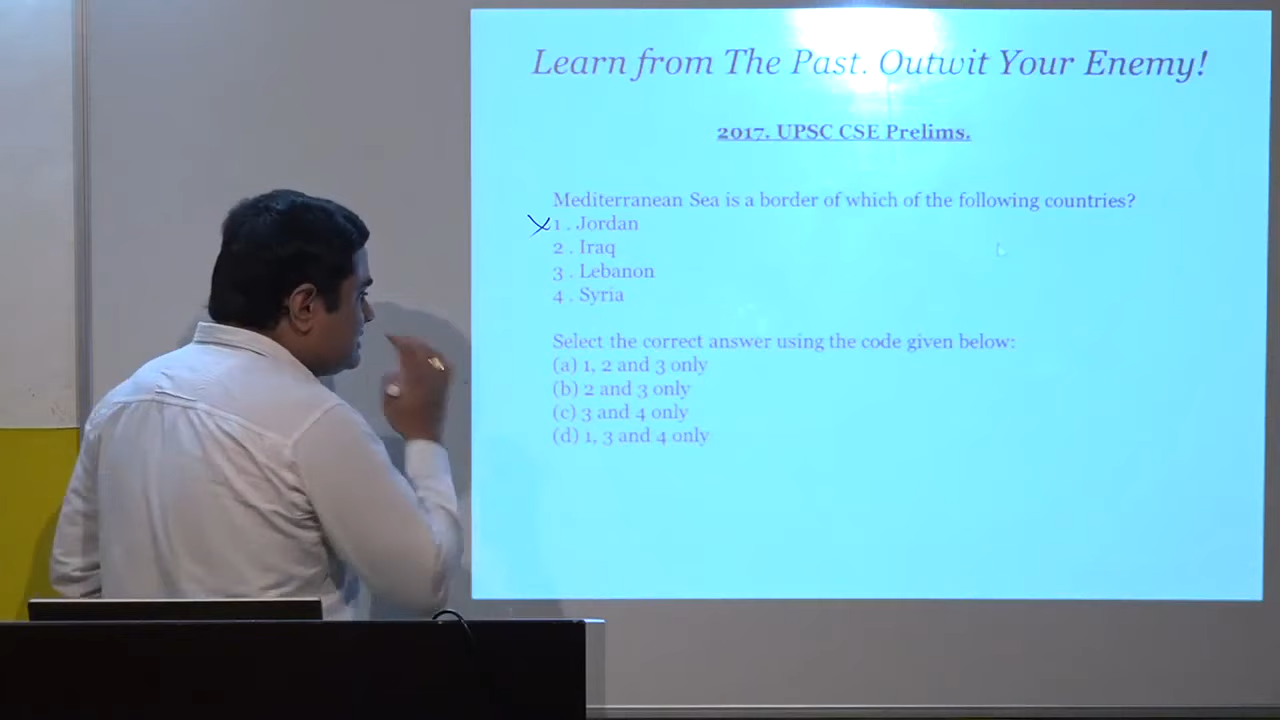 Learn from The Past. Outwit Your Enemy!
2017. UPSC CSE Prelims.
Mediterranean Sea is a border of which of the following countries?
1 . Jordan
2 . Iraq
3 . Lebanon
4 . Syria
Select the correct answer using the code given below:
(a) 1, 2 and 3 only
(b) 2 and 3 only
(c) 3 and 4 only
(d) 1, 3 and 4 only